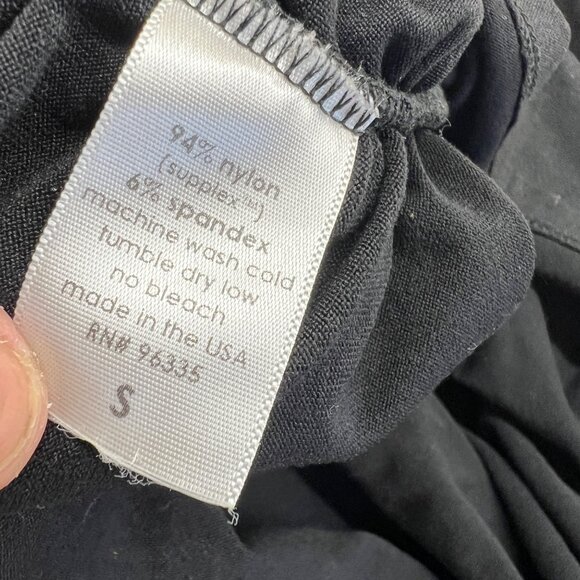 94% nylon
(supplex™)
6% spandex
machine wash cold
tumble dry low
no bleach
made in the USA
RN# 96335
S